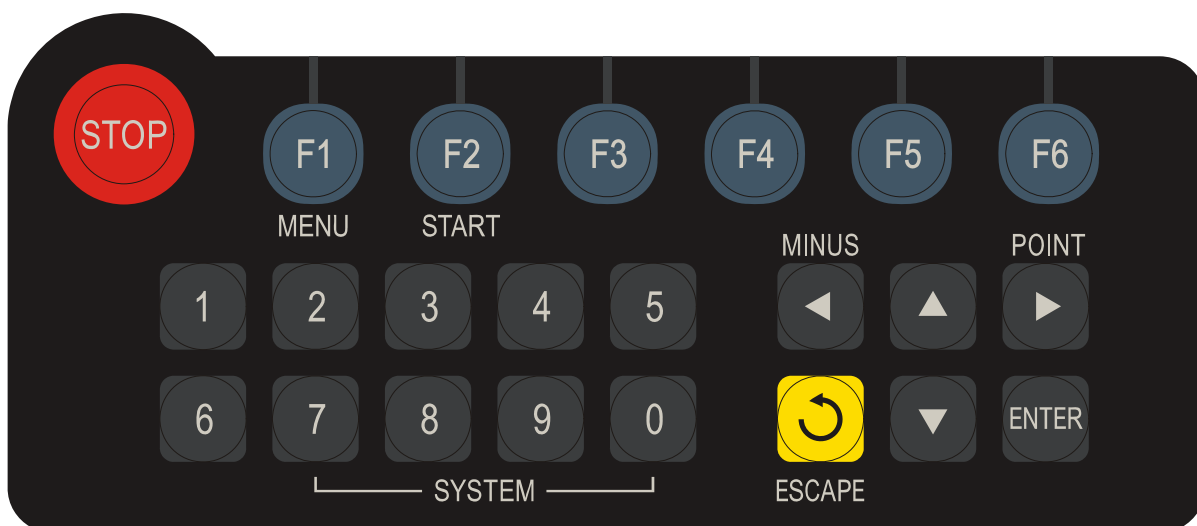 STOP
F1 F2 F3 F4 F5 F6
MENU START
MINUS POINT
1 2 3 4 5
6 7 8 9 0 ENTER
SYSTEM ESCAPE